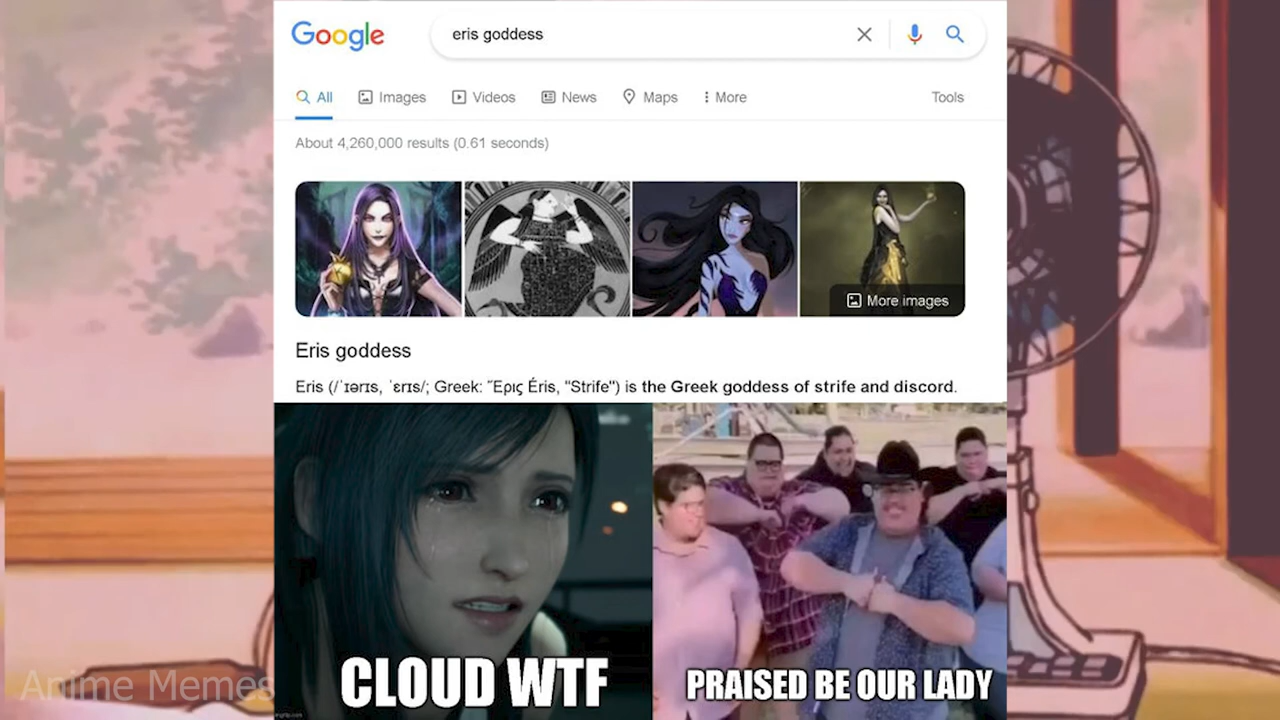 Google
eris goddess
All Images Videos News Maps More Tools
About 4,260,000 results (0.61 seconds)
More images
Eris goddess
Eris (/ˈɪərɪs, ˈɛrɪs/; Greek: Ἔρις Éris, "Strife") is the Greek goddess of strife and discord.
CLOUD WTF
PRAISED BE OUR LADY
Anime Memes
imgflip.com